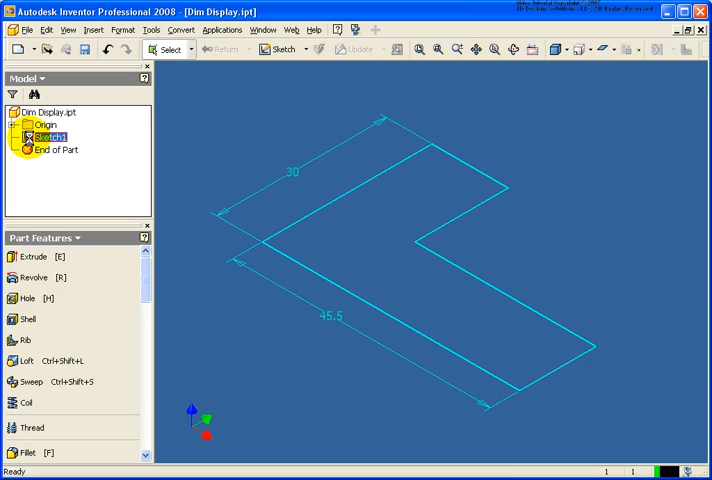 Autodesk Inventor Professional 2008 - [Dim Display.ipt]
File Edit View Insert Format Tools Convert Applications Window Web Help
Select Return Sketch Update
Model
Dim Display.ipt
Origin
Sketch1
End of Part
Part Features
Extrude [E]
Revolve [R]
Hole [H]
Shell
Rib
Loft Ctrl+Shift+L
Sweep Ctrl+Shift+S
Coil
Thread
Fillet [F]
30
45.5
Ready 1 1